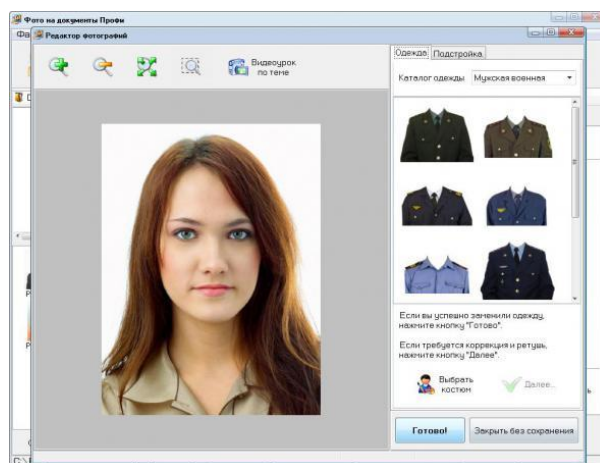 Фото на документы Профи
Редактор фотографий
Видеоурок
по теме
Одежда Подстройка
Каталог одежды Мужская военная
Если вы успешно заменили одежду,
нажмите кнопку "Готово".
Если требуется коррекция и ретушь,
нажмите кнопку "Далее".
Выбрать
костюм
Далее...
Готово!
Закрыть без сохранения